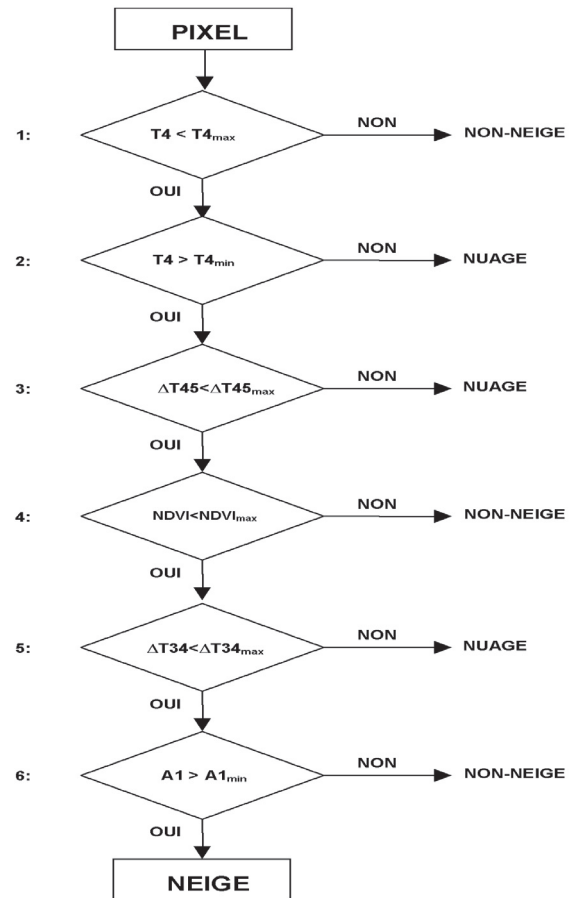 PIXEL
1: T4 < T4max NON NON-NEIGE
OUI
2: T4 > T4min NON NUAGE
OUI
3: ΔT45<ΔT45max NON NUAGE
OUI
4: NDVI<NDVImax NON NON-NEIGE
OUI
5: ΔT34<ΔT34max NON NUAGE
OUI
6: A1 > A1min NON NON-NEIGE
OUI
NEIGE